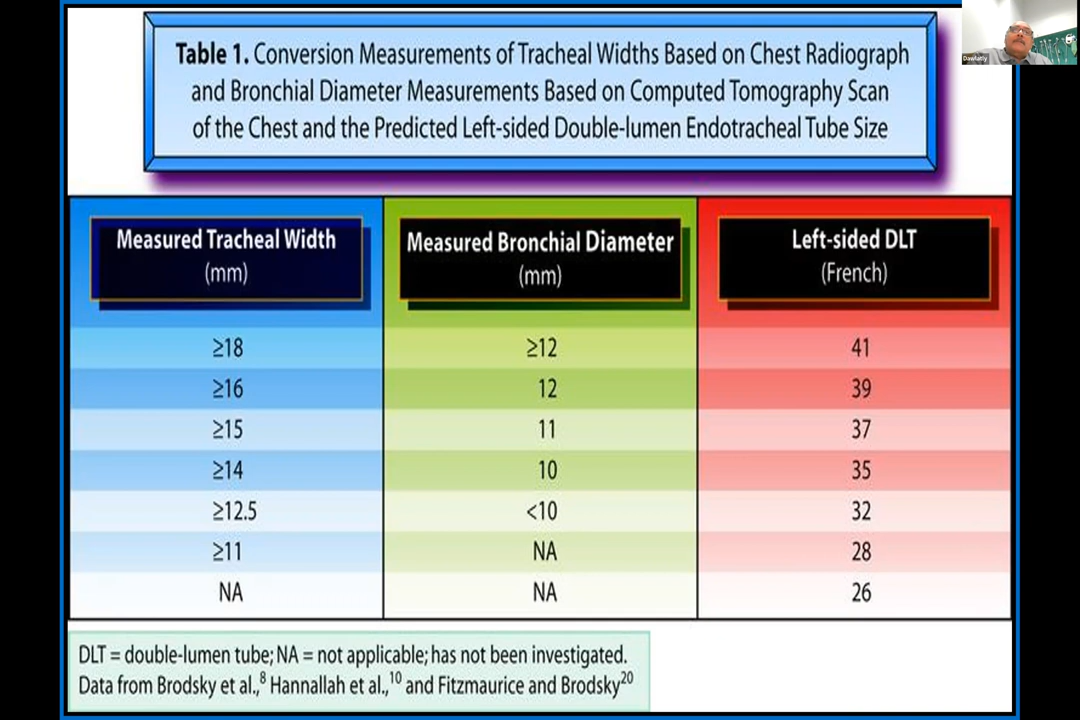 Table 1. Conversion Measurements of Tracheal Widths Based on Chest Radiograph
and Bronchial Diameter Measurements Based on Computed Tomography Scan
of the Chest and the Predicted Left-sided Double-lumen Endotracheal Tube Size
Measured Tracheal Width (mm) Measured Bronchial Diameter (mm) Left-sided DLT (French)
≥18 ≥12 41
≥16 12 39
≥15 11 37
≥14 10 35
≥12.5 <10 32
≥11 NA 28
NA NA 26
DLT = double-lumen tube; NA = not applicable; has not been investigated.
Data from Brodsky et al.,8 Hannallah et al.,10 and Fitzmaurice and Brodsky20
Dawlatly